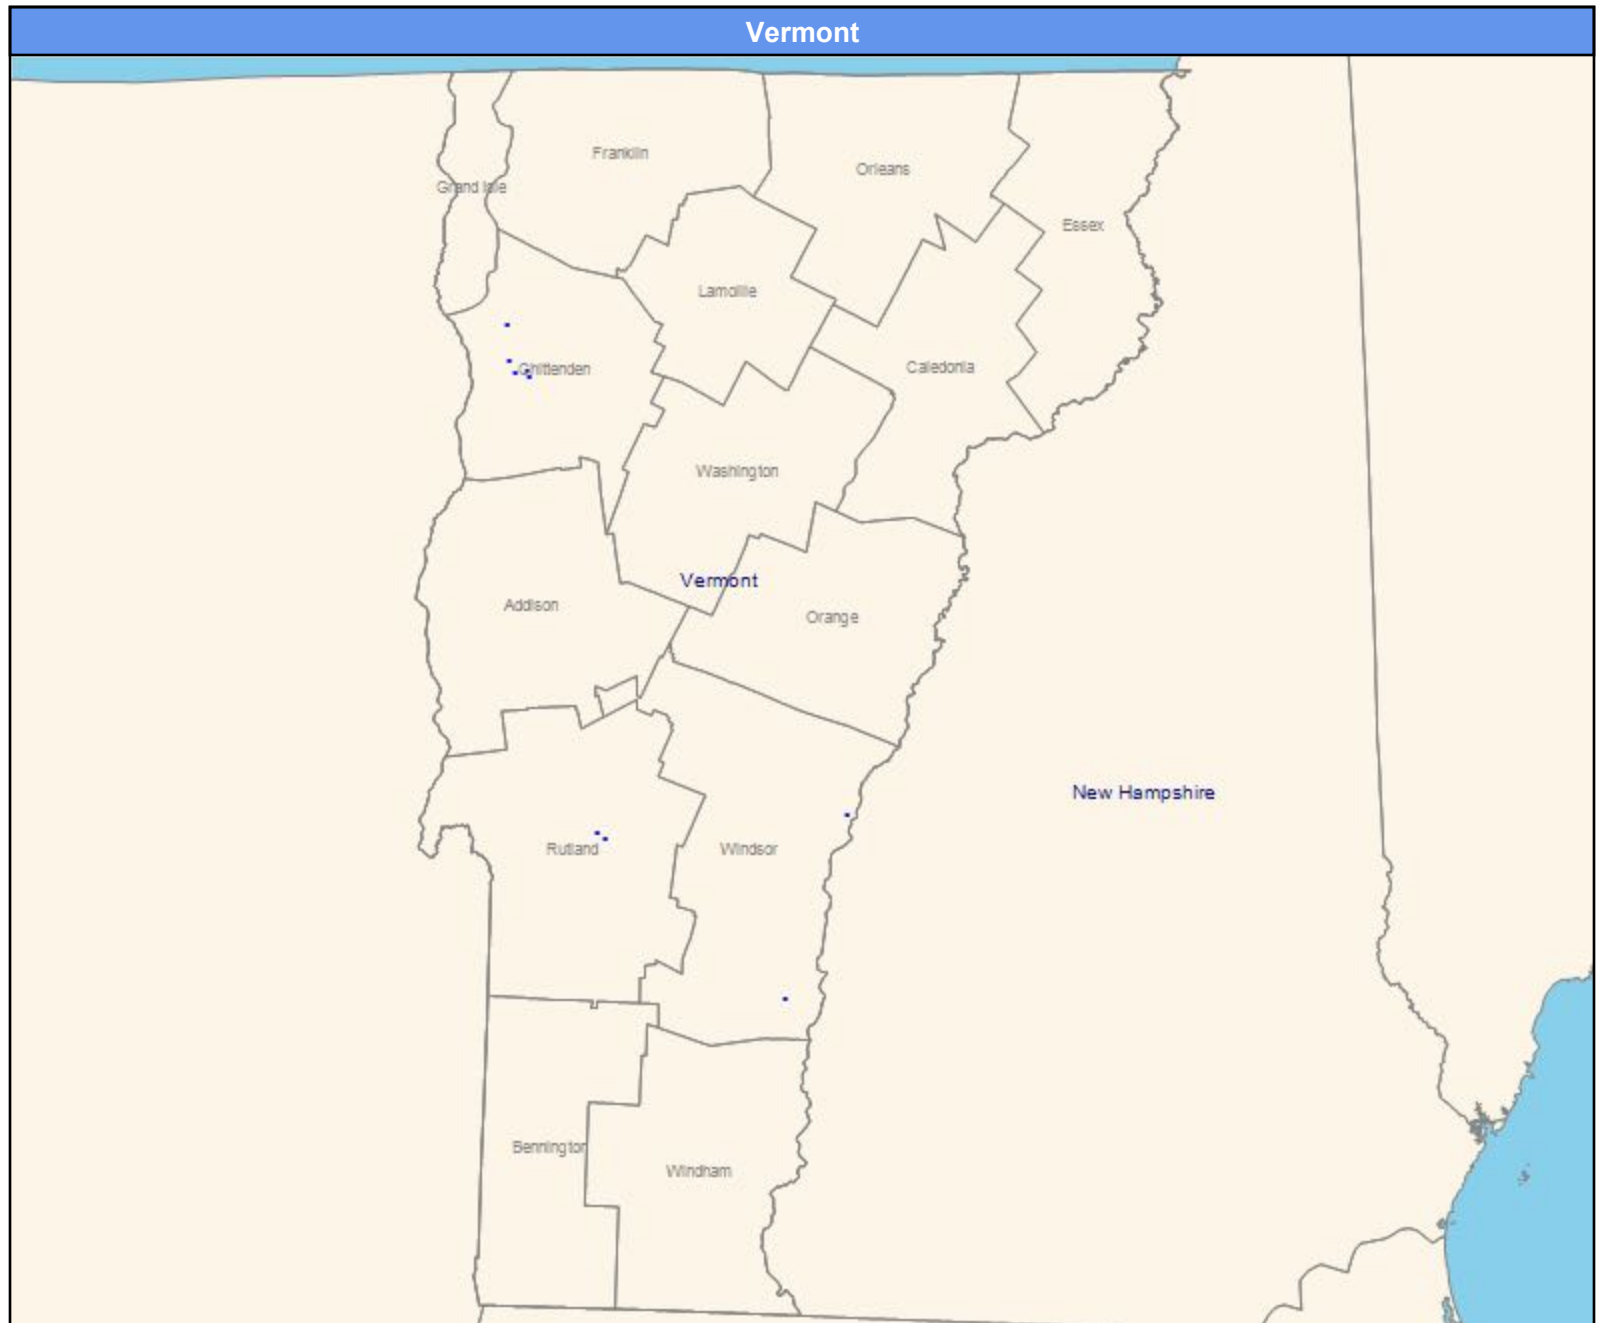 Vermont
Franklin
Orleans
Grand Isle
Essex
Lamoille
Chittenden
Caledonia
Washington
Vermont
Addison
Orange
New Hampshire
Rutland
Windsor
Bennington
Windham